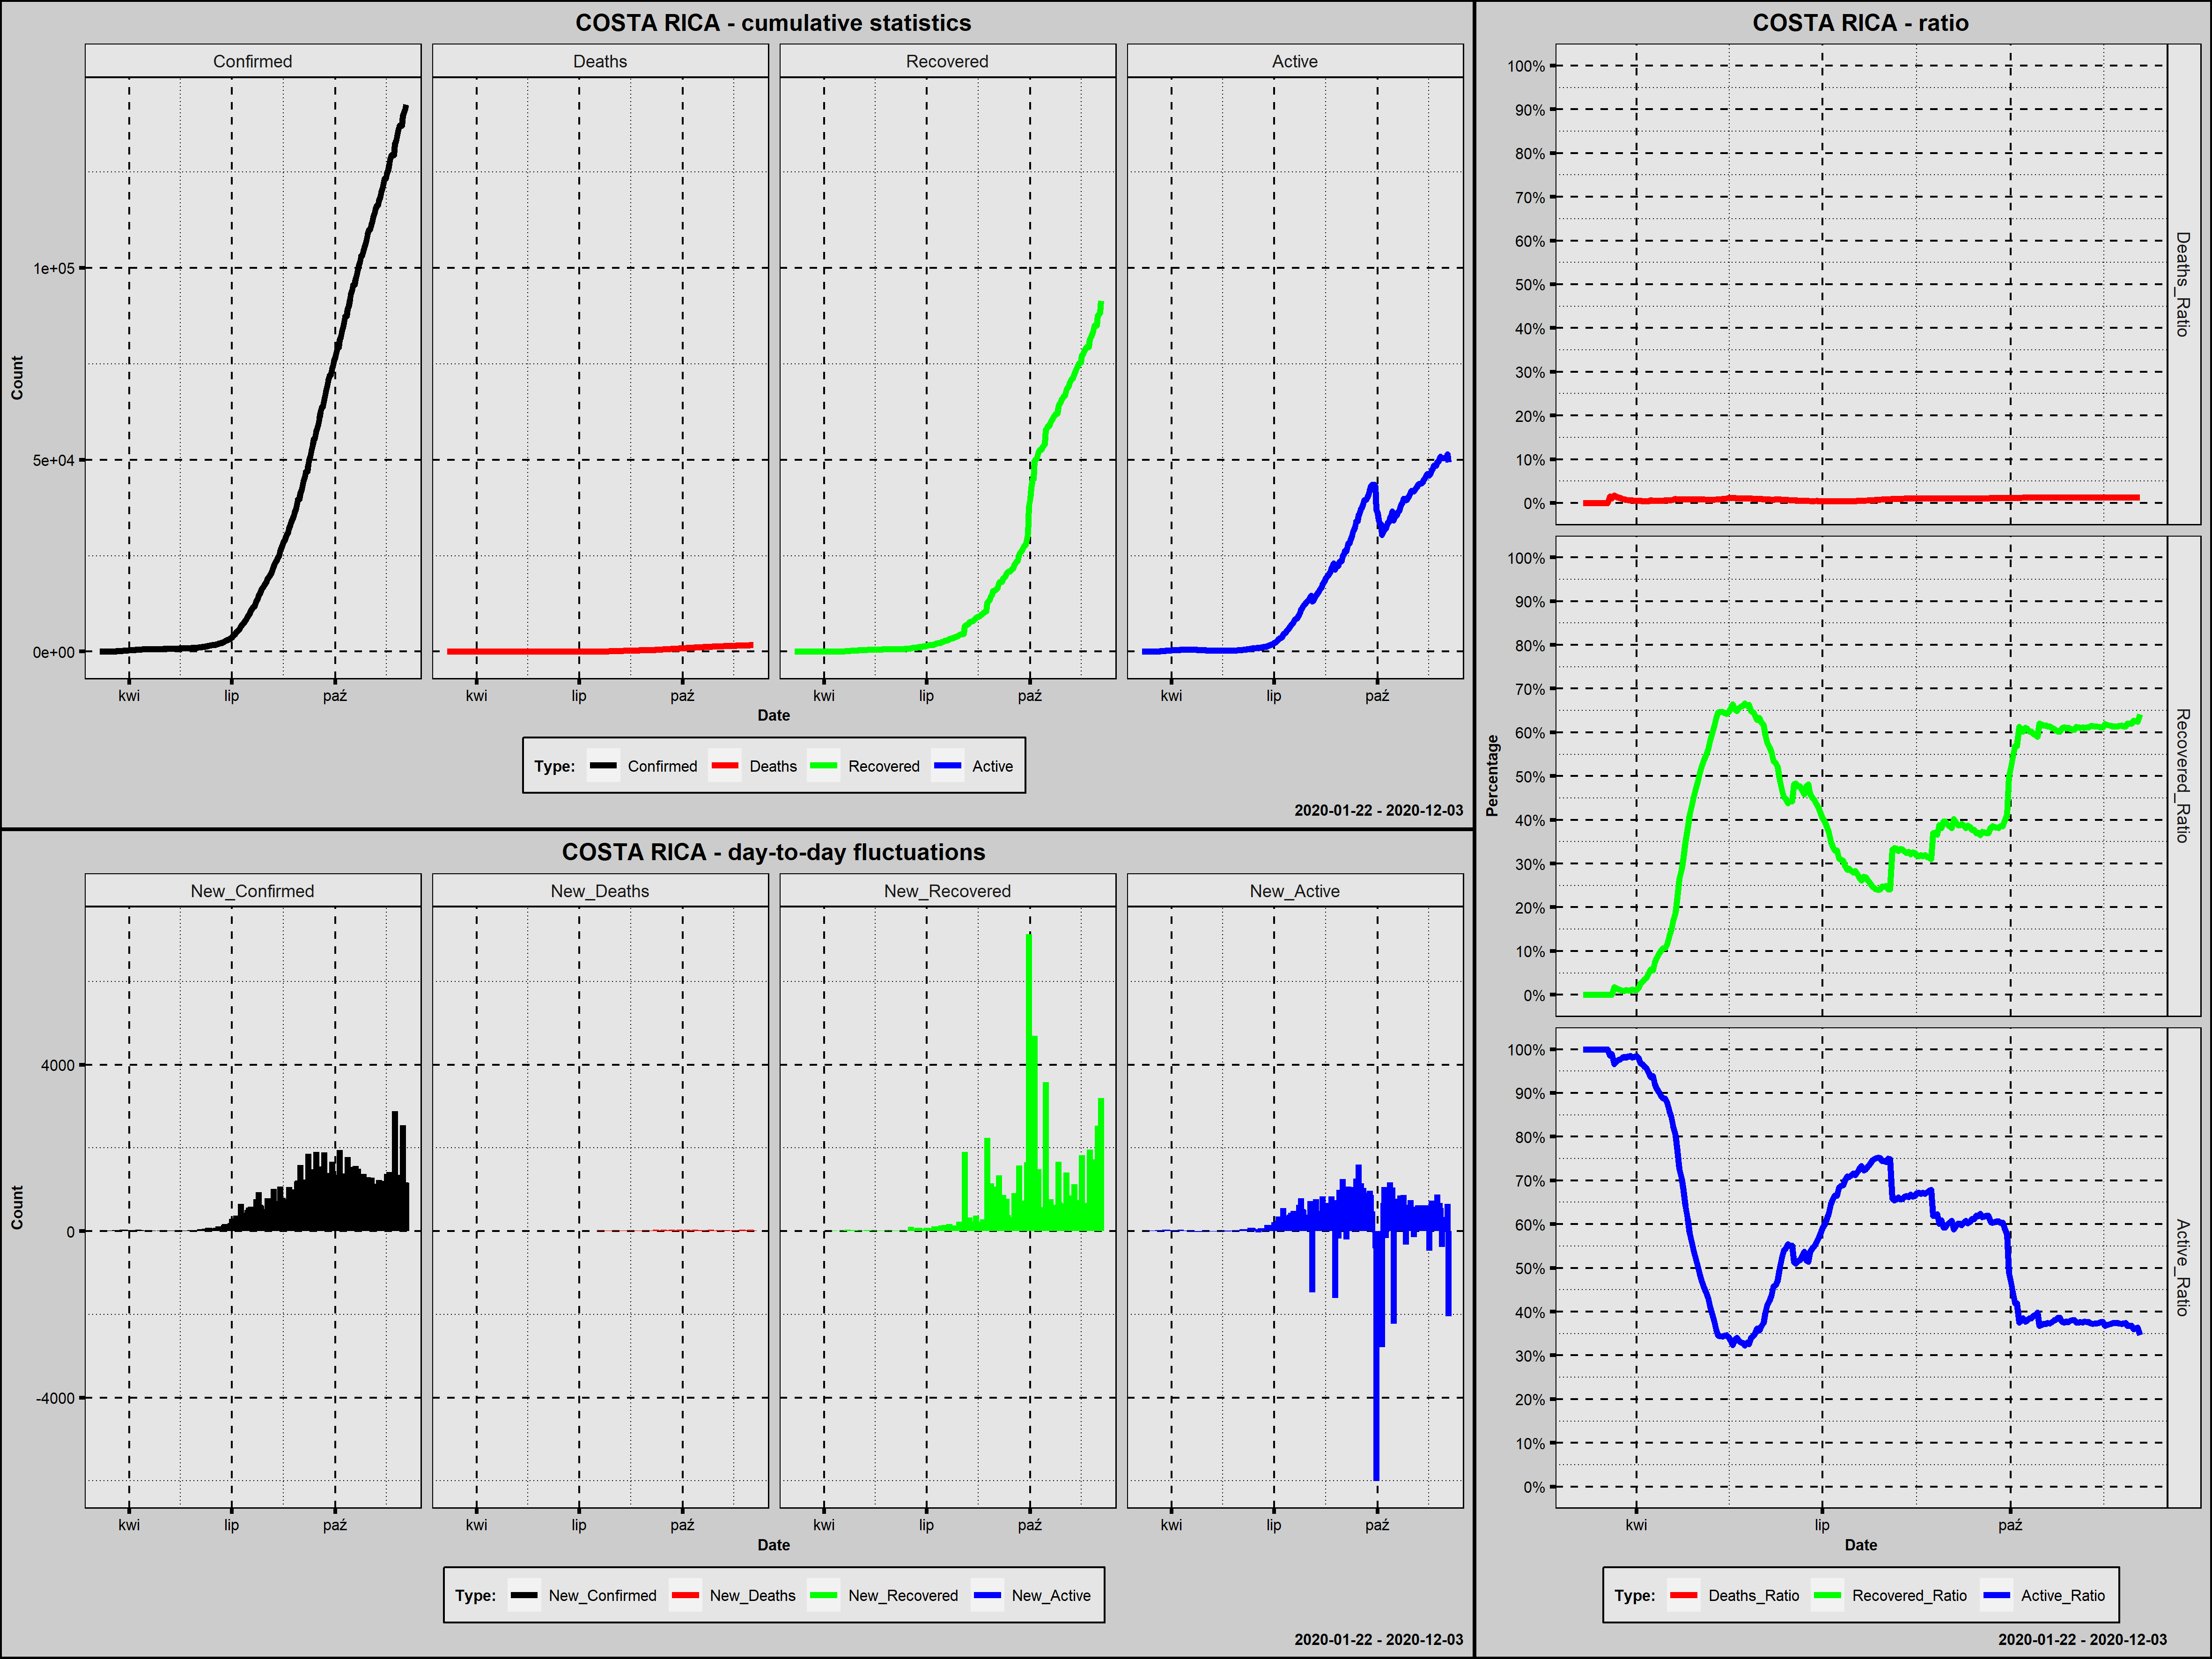 COSTA RICA - cumulative statistics
Confirmed Deaths Recovered Active
Count
1e+05
5e+04
0e+00
kwi lip paź kwi lip paź kwi lip paź kwi lip paź
Date
Type: Confirmed Deaths Recovered Active
2020-01-22 - 2020-12-03
COSTA RICA - day-to-day fluctuations
New_Confirmed New_Deaths New_Recovered New_Active
Count
4000
0
-4000
kwi lip paź kwi lip paź kwi lip paź kwi lip paź
Date
Type: New_Confirmed New_Deaths New_Recovered New_Active
2020-01-22 - 2020-12-03
COSTA RICA - ratio
Percentage
100%
90%
80%
70%
60%
50%
40%
30%
20%
10%
0%
Deaths_Ratio
100%
90%
80%
70%
60%
50%
40%
30%
20%
10%
0%
Recovered_Ratio
100%
90%
80%
70%
60%
50%
40%
30%
20%
10%
0%
Active_Ratio
kwi lip paź
Date
Type: Deaths_Ratio Recovered_Ratio Active_Ratio
2020-01-22 - 2020-12-03